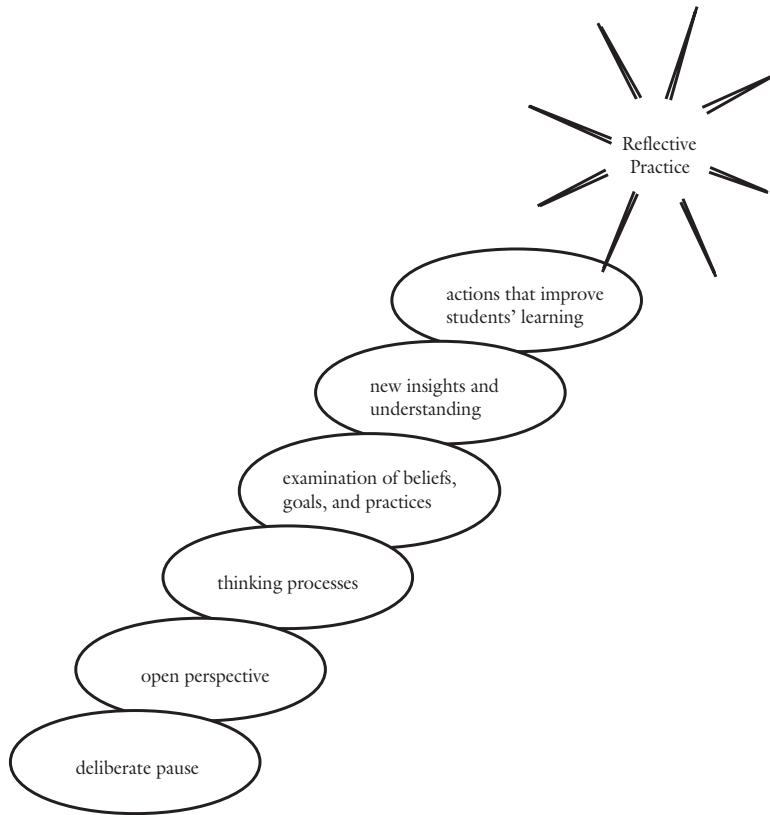 Reflective
Practice
actions that improve
students’ learning
new insights and
understanding
examination of beliefs,
goals, and practices
thinking processes
open perspective
deliberate pause